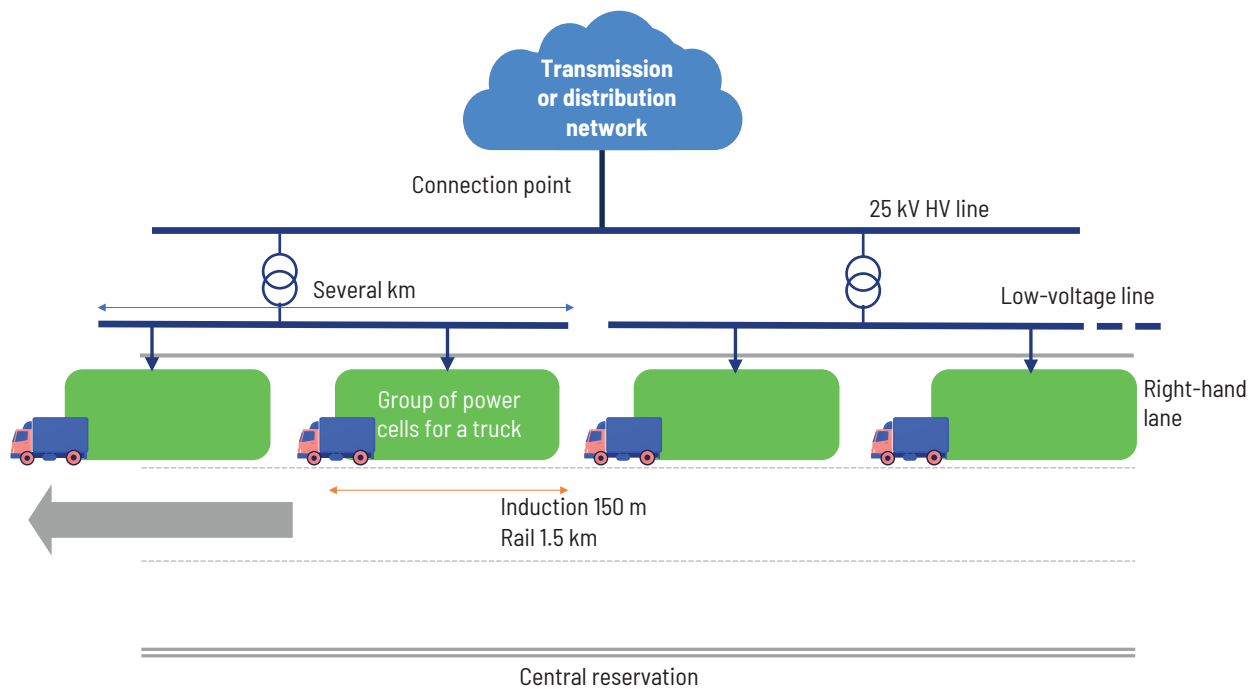 Transmission
or distribution
network
Connection point
25 kV HV line
Several km
Low-voltage line
Group of power
cells for a truck
Right-hand
lane
Induction 150 m
Rail 1.5 km
Central reservation